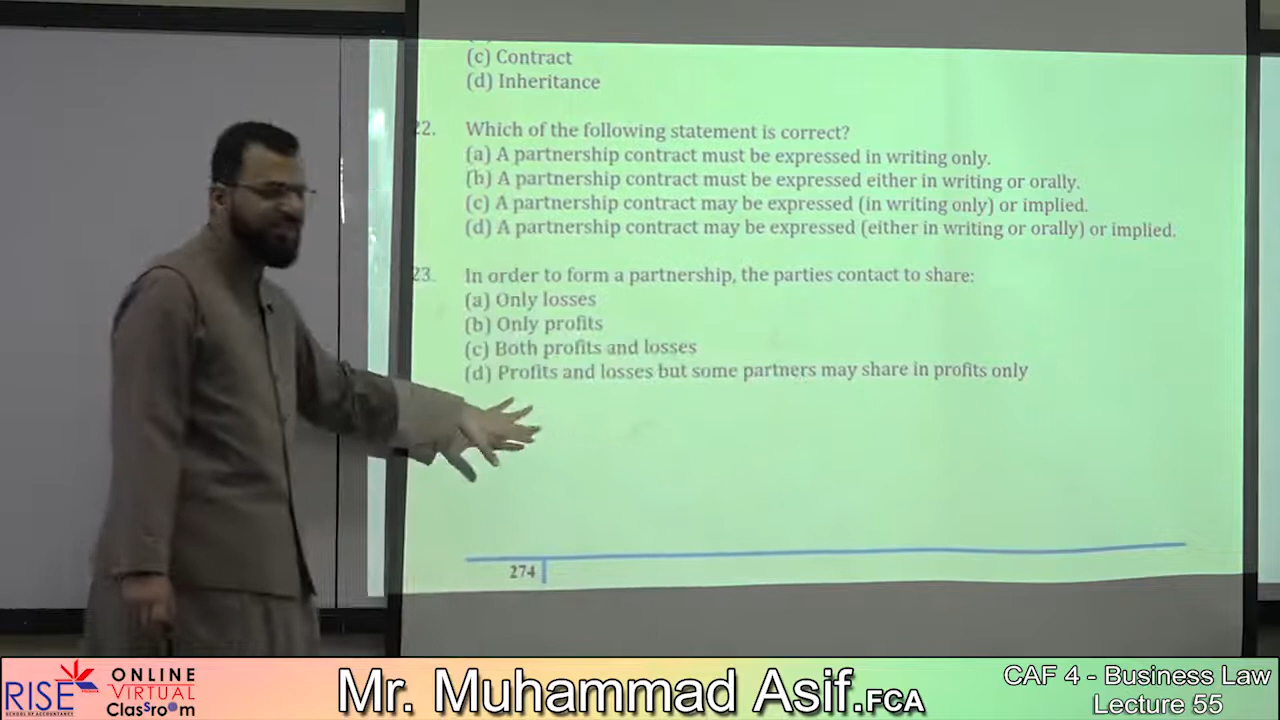 (c) Contract
(d) Inheritance
22. Which of the following statement is correct?
(a) A partnership contract must be expressed in writing only.
(b) A partnership contract must be expressed either in writing or orally.
(c) A partnership contract may be expressed (in writing only) or implied.
(d) A partnership contract may be expressed (either in writing or orally) or implied.
23. In order to form a partnership, the parties contact to share:
(a) Only losses
(b) Only profits
(c) Both profits and losses
(d) Profits and losses but some partners may share in profits only
274
RISE
SCHOOL OF ACCOUNTANCY
ONLINE
VIRTUAL
Classroom
Mr. Muhammad Asif.FCA
CAF 4 - Business Law
Lecture 55